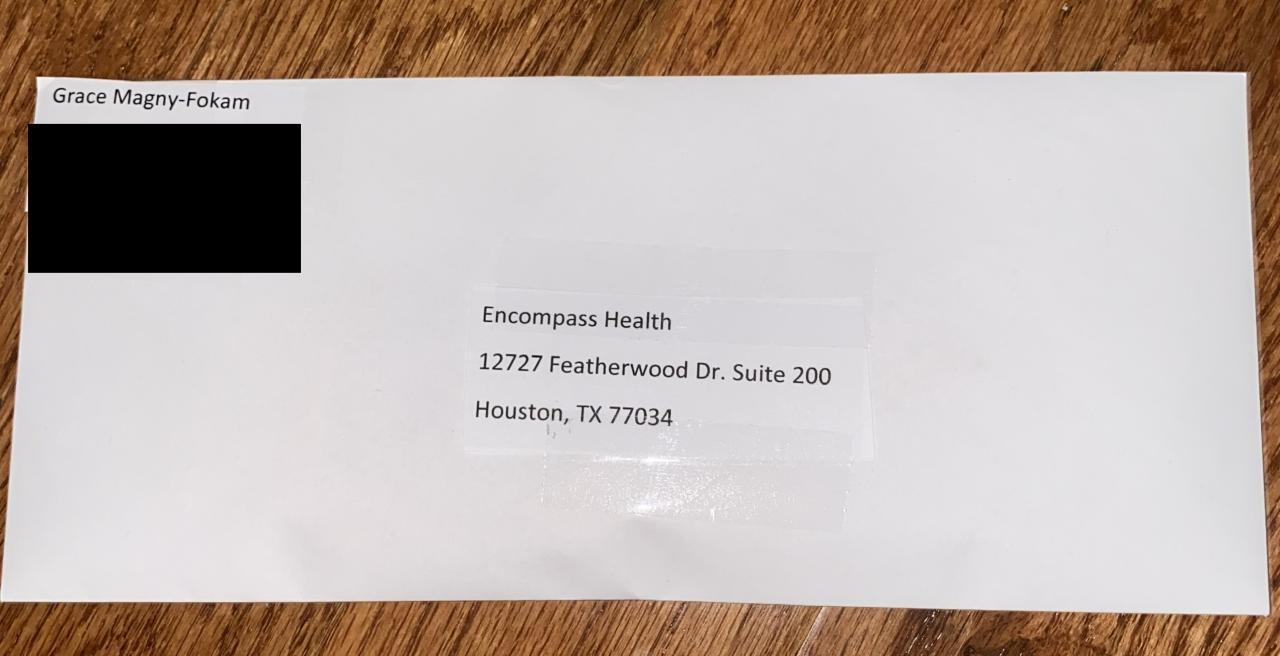 Grace Magny-Fokam
Encompass Health
12727 Featherwood Dr. Suite 200
Houston, TX 77034